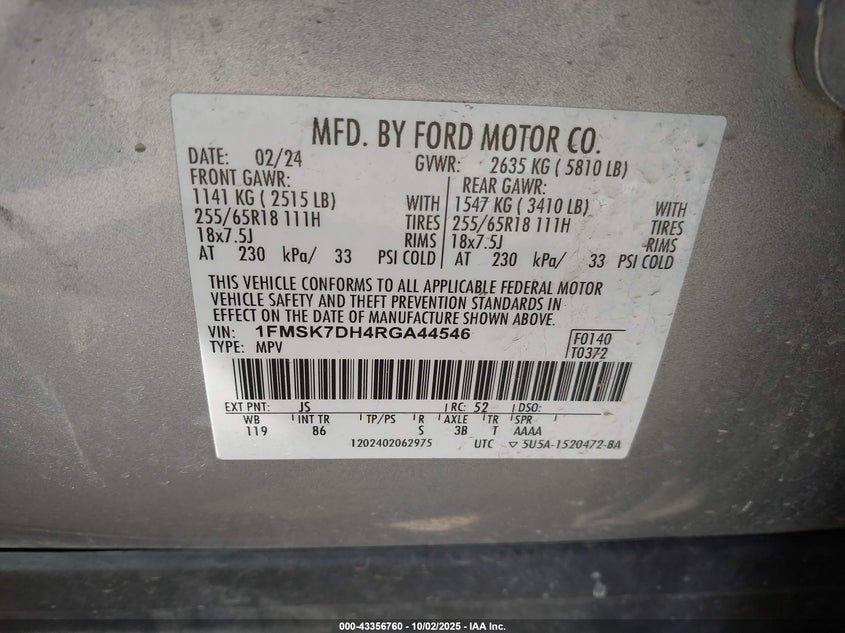 MFD. BY FORD MOTOR CO.
DATE: 02/24 GVWR: 2635 KG ( 5810 LB)
FRONT GAWR: REAR GAWR:
1141 KG ( 2515 LB) WITH 1547 KG ( 3410 LB) WITH
255/65R18 111H TIRES 255/65R18 111H TIRES
18x7.5J RIMS 18x7.5J RIMS
AT 230 kPa/ 33 PSI COLD AT 230 kPa/ 33 PSI COLD
THIS VEHICLE CONFORMS TO ALL APPLICABLE FEDERAL MOTOR
VEHICLE SAFETY AND THEFT PREVENTION STANDARDS IN
EFFECT ON THE DATE OF MANUFACTURE SHOWN ABOVE.
VIN: 1FMSK7DH4RGA44546 F0140
TYPE: MPV T0372
EXT PNT: JS RC: 52 DSO:
WB INT TR TP/PS R AXLE TR SPR
119 86 S 3B T AAAA
1202402062975 UTC ▽ 5U5A-1520472-BA
000-43356760 - 10/02/2025 - IAA Inc.